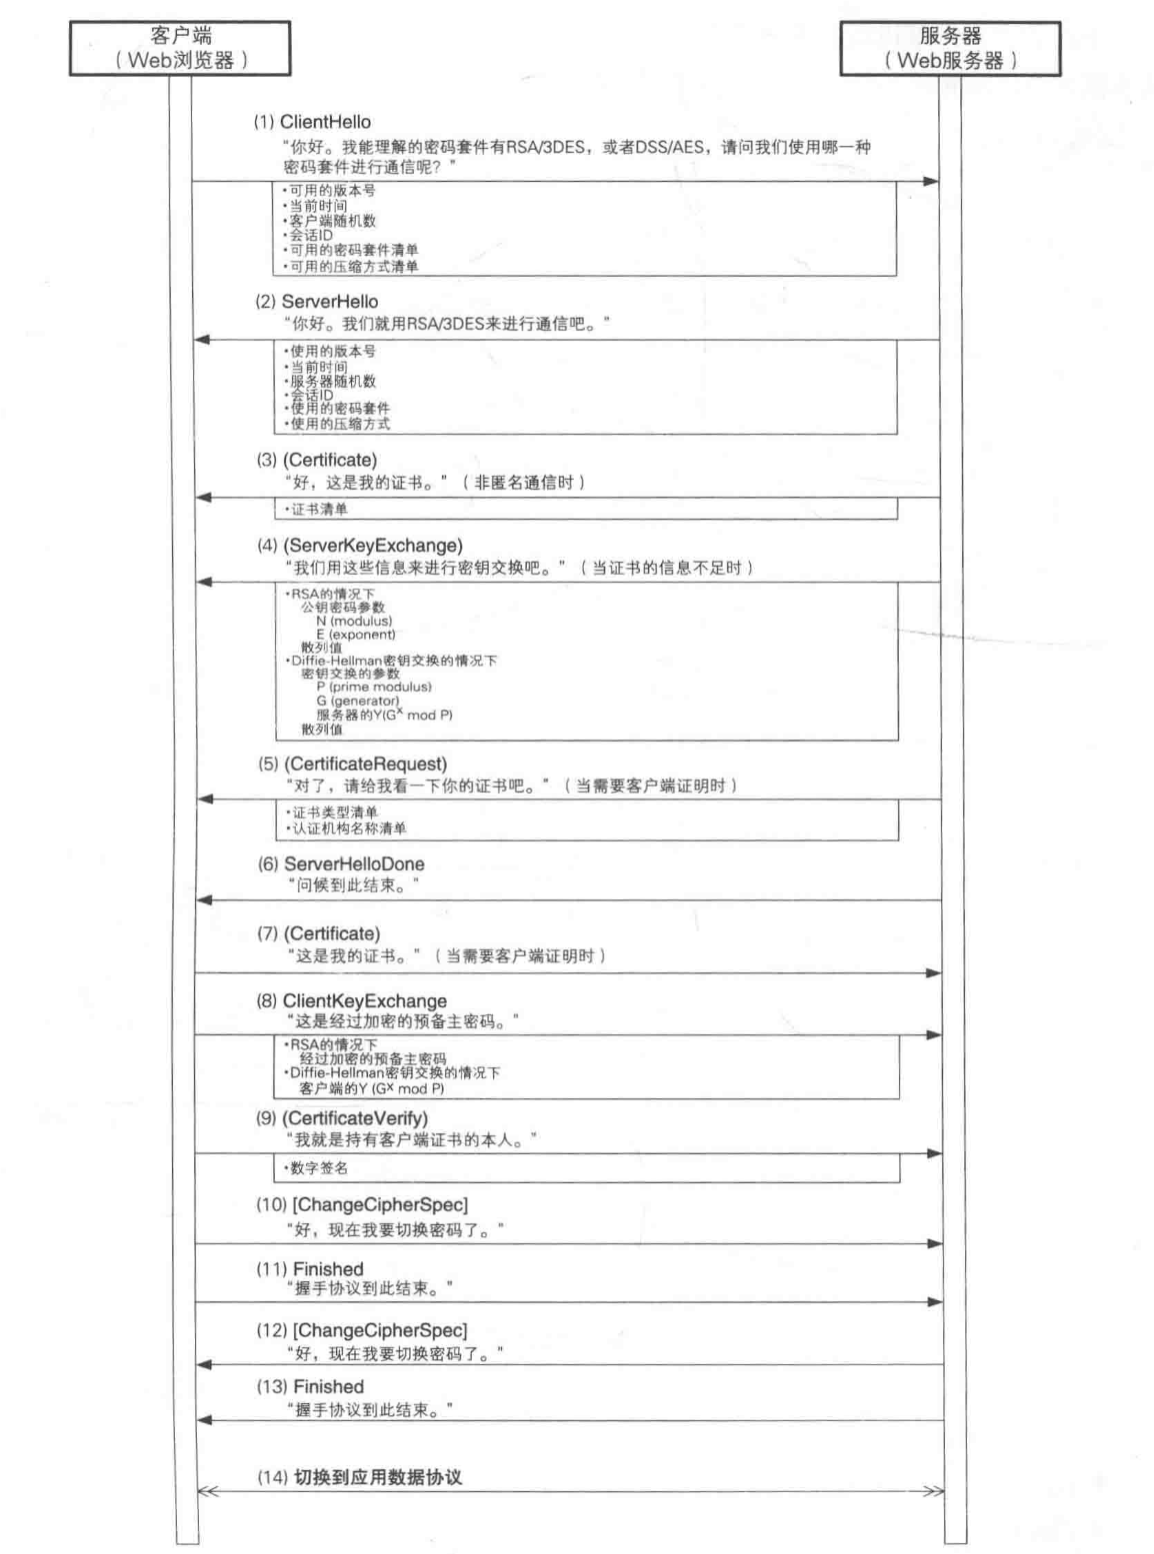 客户端
（Web浏览器）
服务器
（Web服务器）
(1) ClientHello
“你好。我能理解的密码套件有RSA/3DES，或者DSS/AES，请问我们使用哪一种
密码套件进行通信呢？”
·可用的版本号
·当前时间
·客户端随机数
·会话ID
·可用的密码套件清单
·可用的压缩方式清单
(2) ServerHello
“你好。我们就用RSA/3DES来进行通信吧。”
·使用的版本号
·当前时间
·服务器随机数
·会话ID
·使用的密码套件
·使用的压缩方式
(3) (Certificate)
“好，这是我的证书。”（非匿名通信时）
·证书清单
(4) (ServerKeyExchange)
“我们用这些信息来进行密钥交换吧。”（当证书的信息不足时）
·RSA的情况下
公钥密码参数
N (modulus)
E (exponent)
散列值
·Diffie-Hellman密钥交换的情况下
密钥交换的参数
P (prime modulus)
G (generator)
服务器的Y(G^x mod P)
散列值
(5) (CertificateRequest)
“对了，请给我看一下你的证书吧。”（当需要客户端证明时）
·证书类型清单
·认证机构名称清单
(6) ServerHelloDone
“问候到此结束。”
(7) (Certificate)
“这是我的证书。”（当需要客户端证明时）
(8) ClientKeyExchange
“这是经过加密的预备主密码。”
·RSA的情况下
经过加密的预备主密码
·Diffie-Hellman密钥交换的情况下
客户端的Y (G^x mod P)
(9) (CertificateVerify)
“我就是持有客户端证书的本人。”
·数字签名
(10) [ChangeCipherSpec]
“好，现在我要切换密码了。”
(11) Finished
“握手协议到此结束。”
(12) [ChangeCipherSpec]
“好，现在我要切换密码了。”
(13) Finished
“握手协议到此结束。”
(14) 切换到应用数据协议